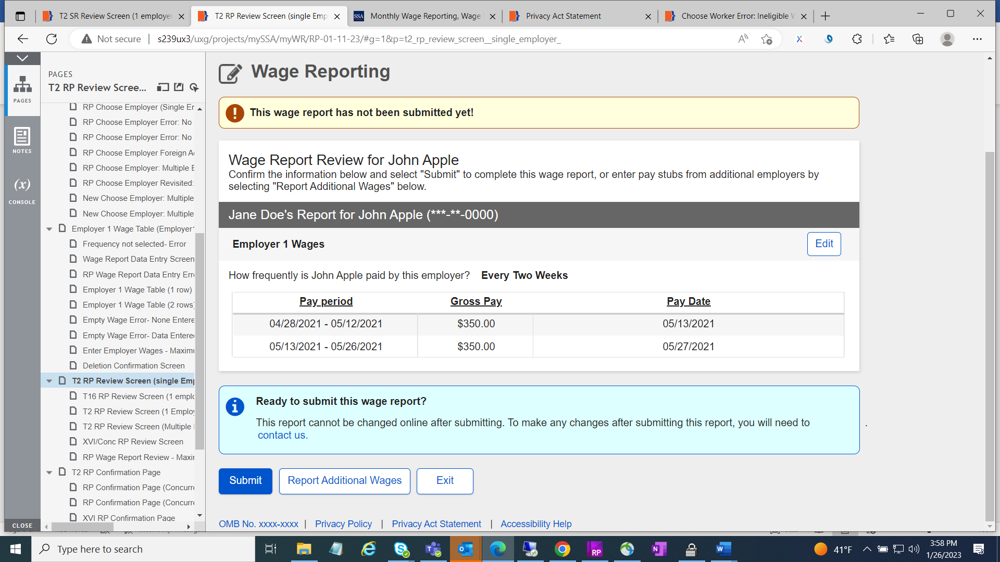 T2 SR Review Screen (1 employer
T2 RP Review Screen (single Emp
SSA
Monthly Wage Reporting, Wage
Privacy Act Statement
Choose Worker Error: Ineligible
Not secure
s239ux3/uxg/projects/mySSA/myWR/RP-01-11-23/#g=1&p=t2_rp_review_screen__single_employer_
PAGES
NOTES
(x)
CONSOLE
CLOSE
PAGES
T2 RP Review Scree...
RP Choose Employer (Single Er
RP Choose Employer Error: No
RP Choose Employer Error: No
RP Choose Employer Foreign A
RP Choose Employer: Multiple E
RP Choose Employer Revisited:
New Choose Employer: Multiple
New Choose Employer: Multiple
Employer 1 Wage Table (Employer
Frequency not selected- Error
Wage Report Data Entry Screen
RP Wage Report Data Entry Erro
Employer 1 Wage Table (1 row)
Employer 1 Wage Table (2 rows)
Empty Wage Error- None Entere
Empty Wage Error- Data Entere
Enter Employer Wages - Maximu
Deletion Confirmation Screen
T2 RP Review Screen (single Emp
T16 RP Review Screen (1 emplo
T2 RP Review Screen (1 Employ
T2 RP Review Screen (Multiple
XVI/Conc RP Review Screen
RP Wage Report Review - Maxi
T2 RP Confirmation Page
RP Confirmation Page (Concurre
RP Confirmation Page (Concurre
XVI RP Confirmation Page
Wage Reporting
This wage report has not been submitted yet!
Wage Report Review for John Apple
Confirm the information below and select "Submit" to complete this wage report, or enter pay stubs from additional employers by
selecting "Report Additional Wages" below.
Jane Doe's Report for John Apple (***-**-0000)
Employer 1 Wages
Edit
How frequently is John Apple paid by this employer? Every Two Weeks
Pay period Gross Pay Pay Date
04/28/2021 - 05/12/2021 $350.00 05/13/2021
05/13/2021 - 05/26/2021 $350.00 05/27/2021
Ready to submit this wage report?
This report cannot be changed online after submitting. To make any changes after submitting this report, you will need to
contact us.
.
Submit
Report Additional Wages
Exit
OMB No. xxxx-xxxx | Privacy Policy | Privacy Act Statement | Accessibility Help
Type here to search
RP
41°F
3:58 PM
1/26/2023